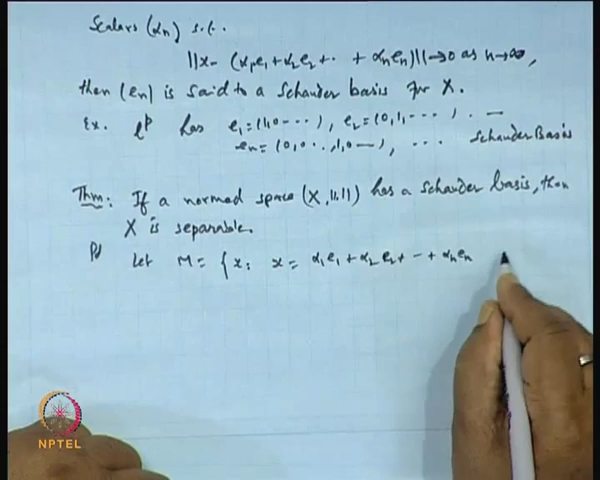 Scalars (αn) s.t.
||x - (α1e1 + α2e2 + ·· + αnen)|| → 0 as n → ∞,
then (en) is said to a Schauder basis for X.
Ex. l^p has e1 = (1,0 ---), e2 = (0,1,---) . —
en = (0,0··,1,0—), ··· Schauder Basis
Thm: If a normed space (X, ||.||) has a Schauder basis, then
X is separable.
Pf Let M = { x: x = α1e1 + α2e2 + -- + αnen
NPTEL